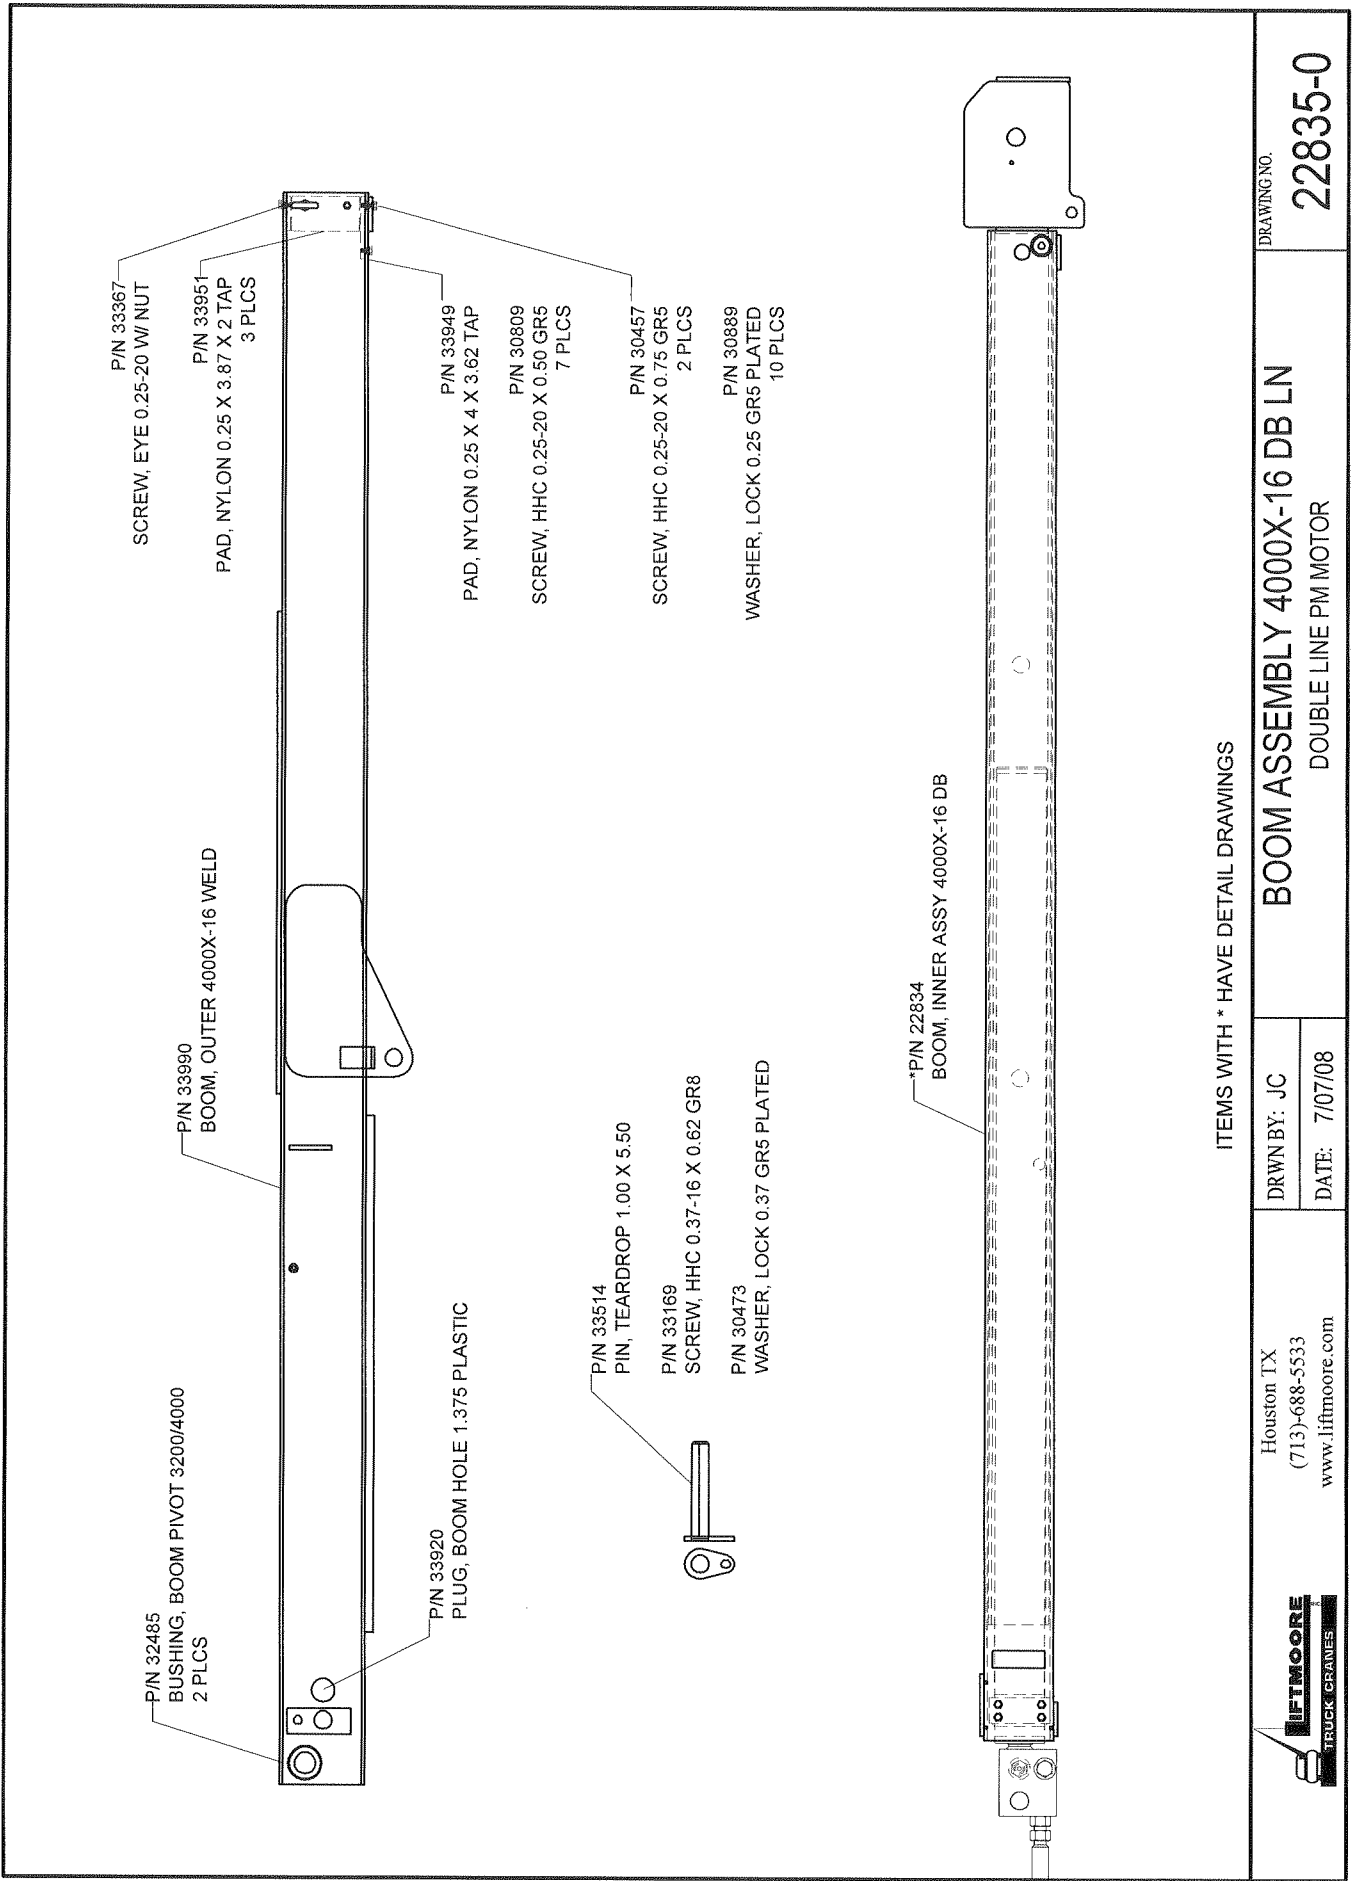 P/N 32485
BUSHING, BOOM PIVOT 3200/4000
2 PLCS
P/N 33990
BOOM, OUTER 4000X-16 WELD
P/N 33367
SCREW, EYE 0.25-20 W/ NUT
P/N 33951
PAD, NYLON 0.25 X 3.87 X 2 TAP
3 PLCS
P/N 33920
PLUG, BOOM HOLE 1.375 PLASTIC
P/N 33949
PAD, NYLON 0.25 X 4 X 3.62 TAP
P/N 30809
SCREW, HHC 0.25-20 X 0.50 GR5
7 PLCS
P/N 30457
SCREW, HHC 0.25-20 X 0.75 GR5
2 PLCS
P/N 30889
WASHER, LOCK 0.25 GR5 PLATED
10 PLCS
P/N 33514
PIN, TEARDROP 1.00 X 5.50
P/N 33169
SCREW, HHC 0.37-16 X 0.62 GR8
P/N 30473
WASHER, LOCK 0.37 GR5 PLATED
*P/N 22834
BOOM, INNER ASSY 4000X-16 DB
ITEMS WITH * HAVE DETAIL DRAWINGS
LIFTMOORE
TRUCK CRANES
Houston TX
(713)-688-5533
www.liftmoore.com
DRWN BY: JC
DATE: 7/07/08
BOOM ASSEMBLY 4000X-16 DB LN
DOUBLE LINE PM MOTOR
DRAWING NO.
22835-0